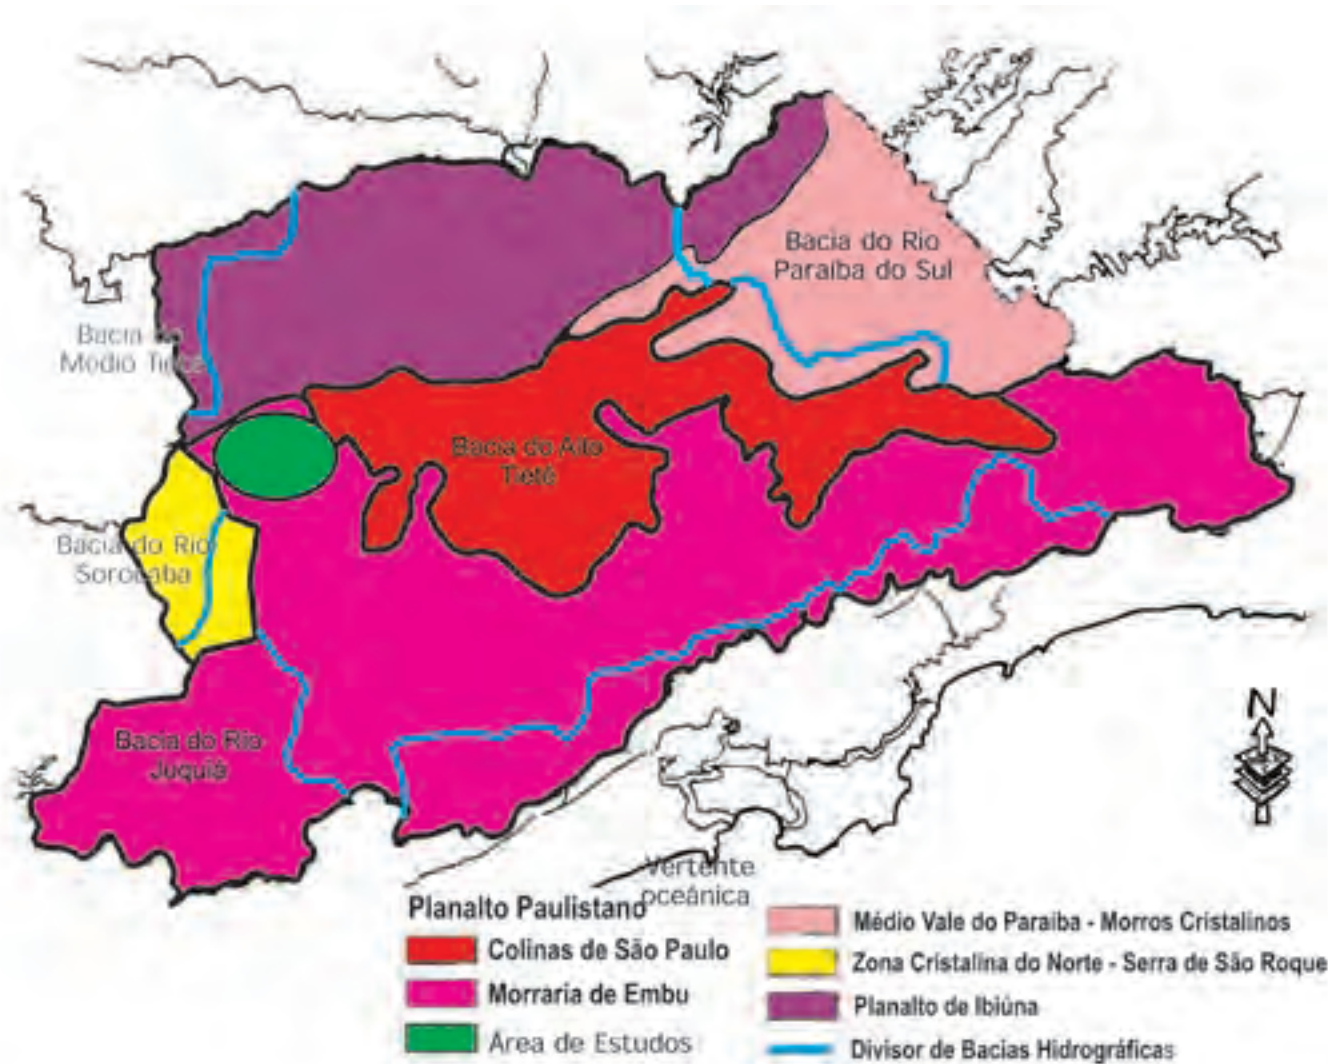 Bacia do Rio
Paraíba do Sul
Bacia do
Médio Tietê
Bacia do Alto
Tietê
Bacia do Rio
Sorocaba
Bacia do Rio
Juquiá
N
Vertente
oceânica
Planalto Paulistano
Colinas de São Paulo
Morraria de Embu
Área de Estudos
Médio Vale do Paraíba - Morros Cristalinos
Zona Cristalina do Norte - Serra de São Roque
Planalto de Ibiúna
Divisor de Bacias Hidrográficas